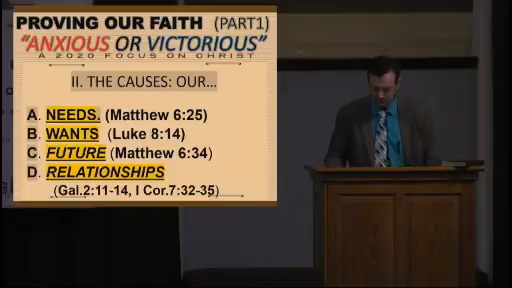 PROVING OUR FAITH (PART1)
"ANXIOUS OR VICTORIOUS"
A 2020 FOCUS ON CHRIST
II. THE CAUSES: OUR...
A. NEEDS. (Matthew 6:25)
B. WANTS (Luke 8:14)
C. FUTURE (Matthew 6:34)
D. RELATIONSHIPS
(Gal.2:11-14, I Cor.7:32-35)